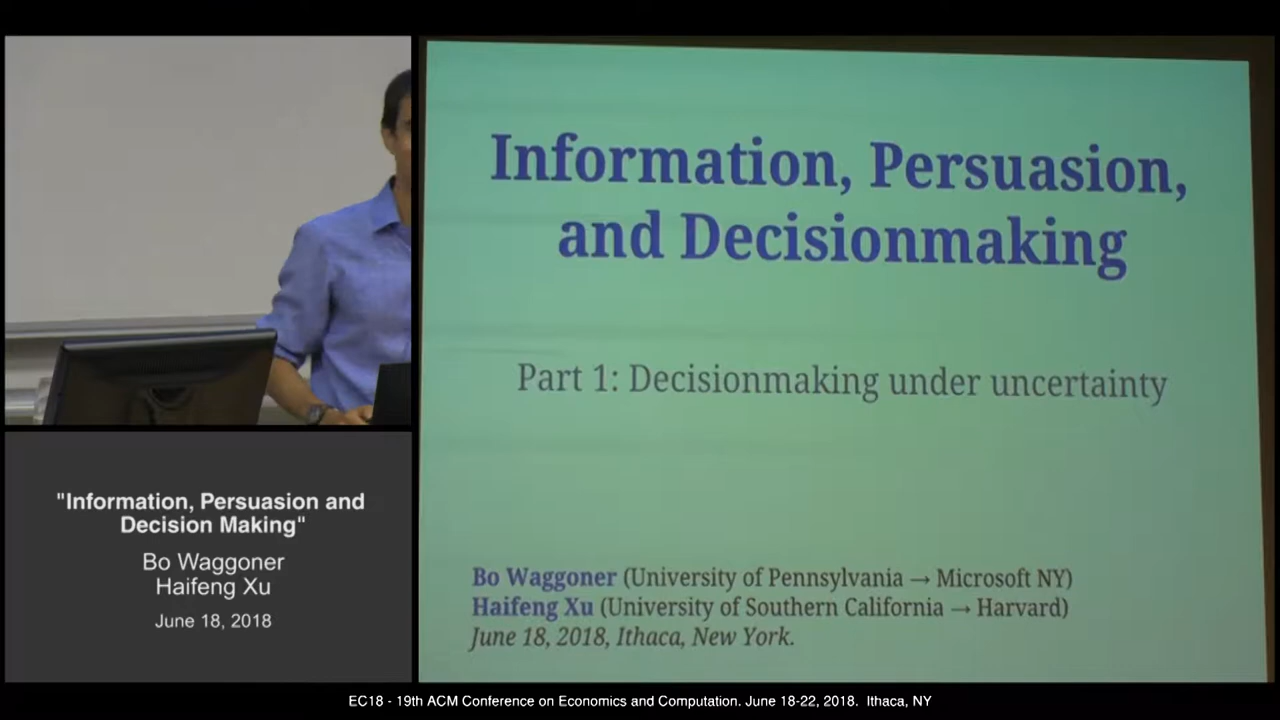 Information, Persuasion,
and Decisionmaking
Part 1: Decisionmaking under uncertainty
Bo Waggoner (University of Pennsylvania → Microsoft NY)
Haifeng Xu (University of Southern California → Harvard)
June 18, 2018, Ithaca, New York.
"Information, Persuasion and
Decision Making"
Bo Waggoner
Haifeng Xu
June 18, 2018
EC18 - 19th ACM Conference on Economics and Computation. June 18-22, 2018. Ithaca, NY